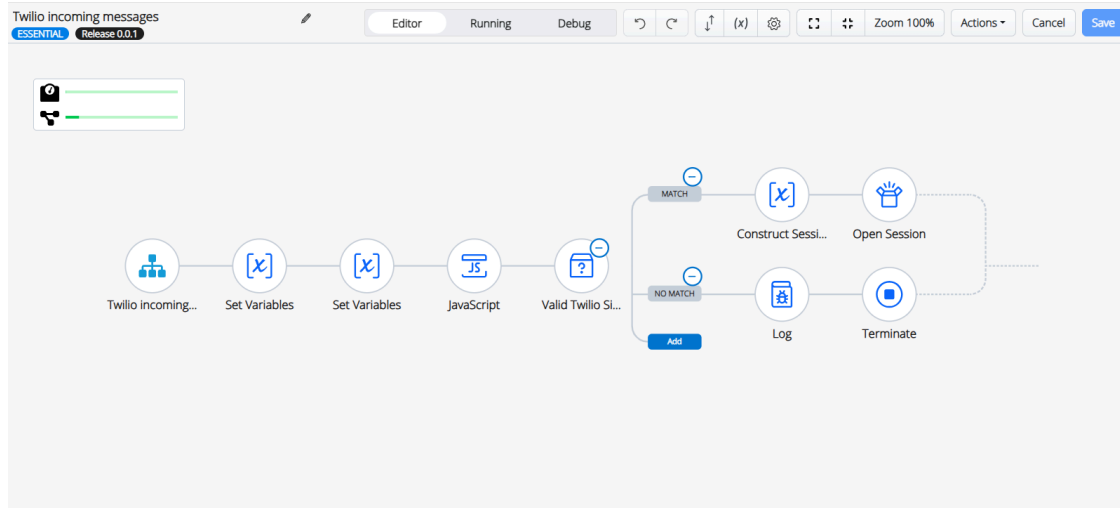 Twilio incoming messages
ESSENTIAL Release 0.0.1
Editor Running Debug (x) Zoom 100% Actions Cancel Save
MATCH
[x] Construct Sessi... Open Session
Twilio incoming... [x] Set Variables [x] Set Variables JS JavaScript ? Valid Twilio Si...
NO MATCH
Log Terminate
Add